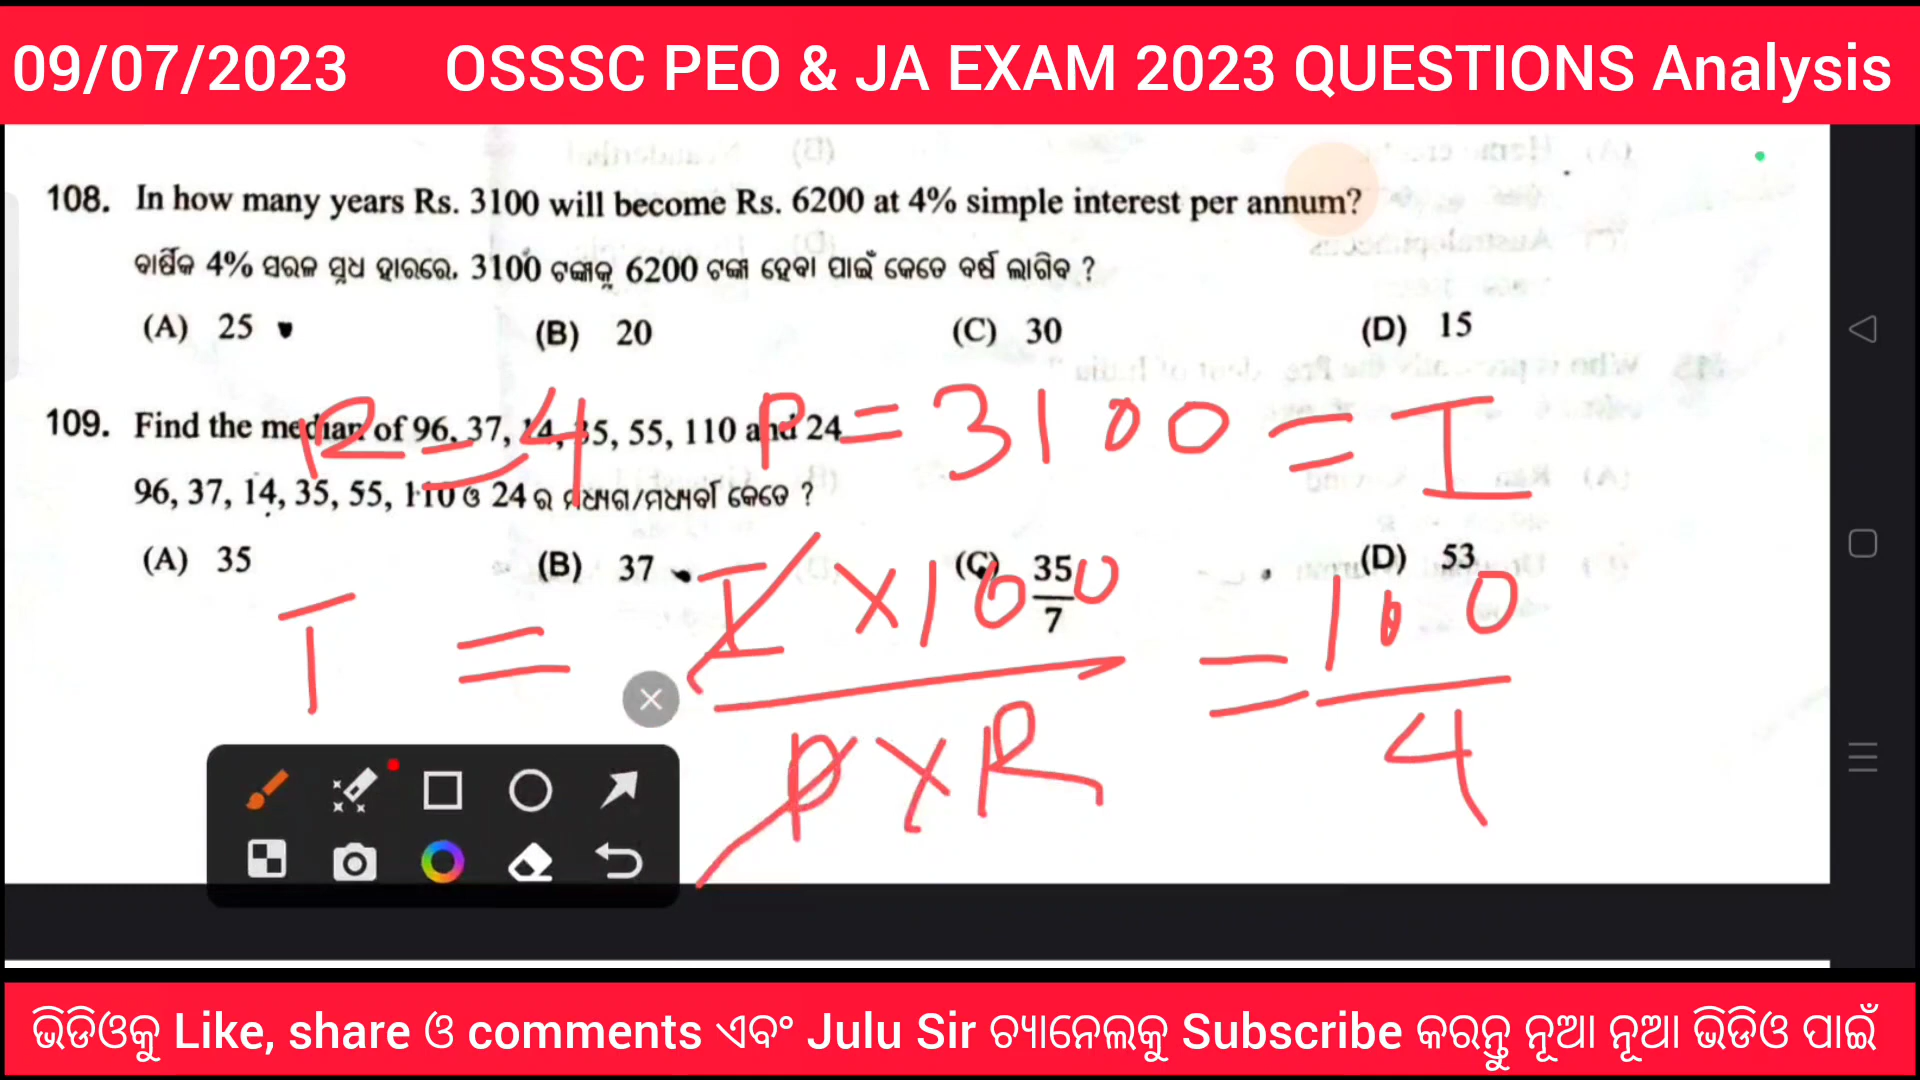 09/07/2023 OSSSC PEO & JA EXAM 2023 QUESTIONS Analysis
108. In how many years Rs. 3100 will become Rs. 6200 at 4% simple interest per annum?
ବାର୍ଷିକ 4% ସରଳ ସୁଧ ହାରରେ. 3100 ଟଙ୍କାକୁ 6200 ଟଙ୍କା ହେବା ପାଇଁ କେତେ ବର୍ଷ ଲାଗିବ ?
(A) 25 (B) 20 (C) 30 (D) 15
R = 4 P = 3100 = I
109. Find the median of 96, 37, 14, 35, 55, 110 and 24
96, 37, 14, 35, 55, 110 ଓ 24 ର ମଧ୍ୟଗ/ମଧ୍ୟର୍ବୀ କେତେ ?
(A) 35 (B) 37 (C) 35/7 (D) 53
T = I × 100 / P × R = 100 / 4
ଭିଡିଓକୁ Like, share ଓ comments ଏବଂ Julu Sir ଚ୍ୟାନେଲକୁ Subscribe କରନ୍ତୁ ନୂଆ ନୂଆ ଭିଡିଓ ପାଇଁ